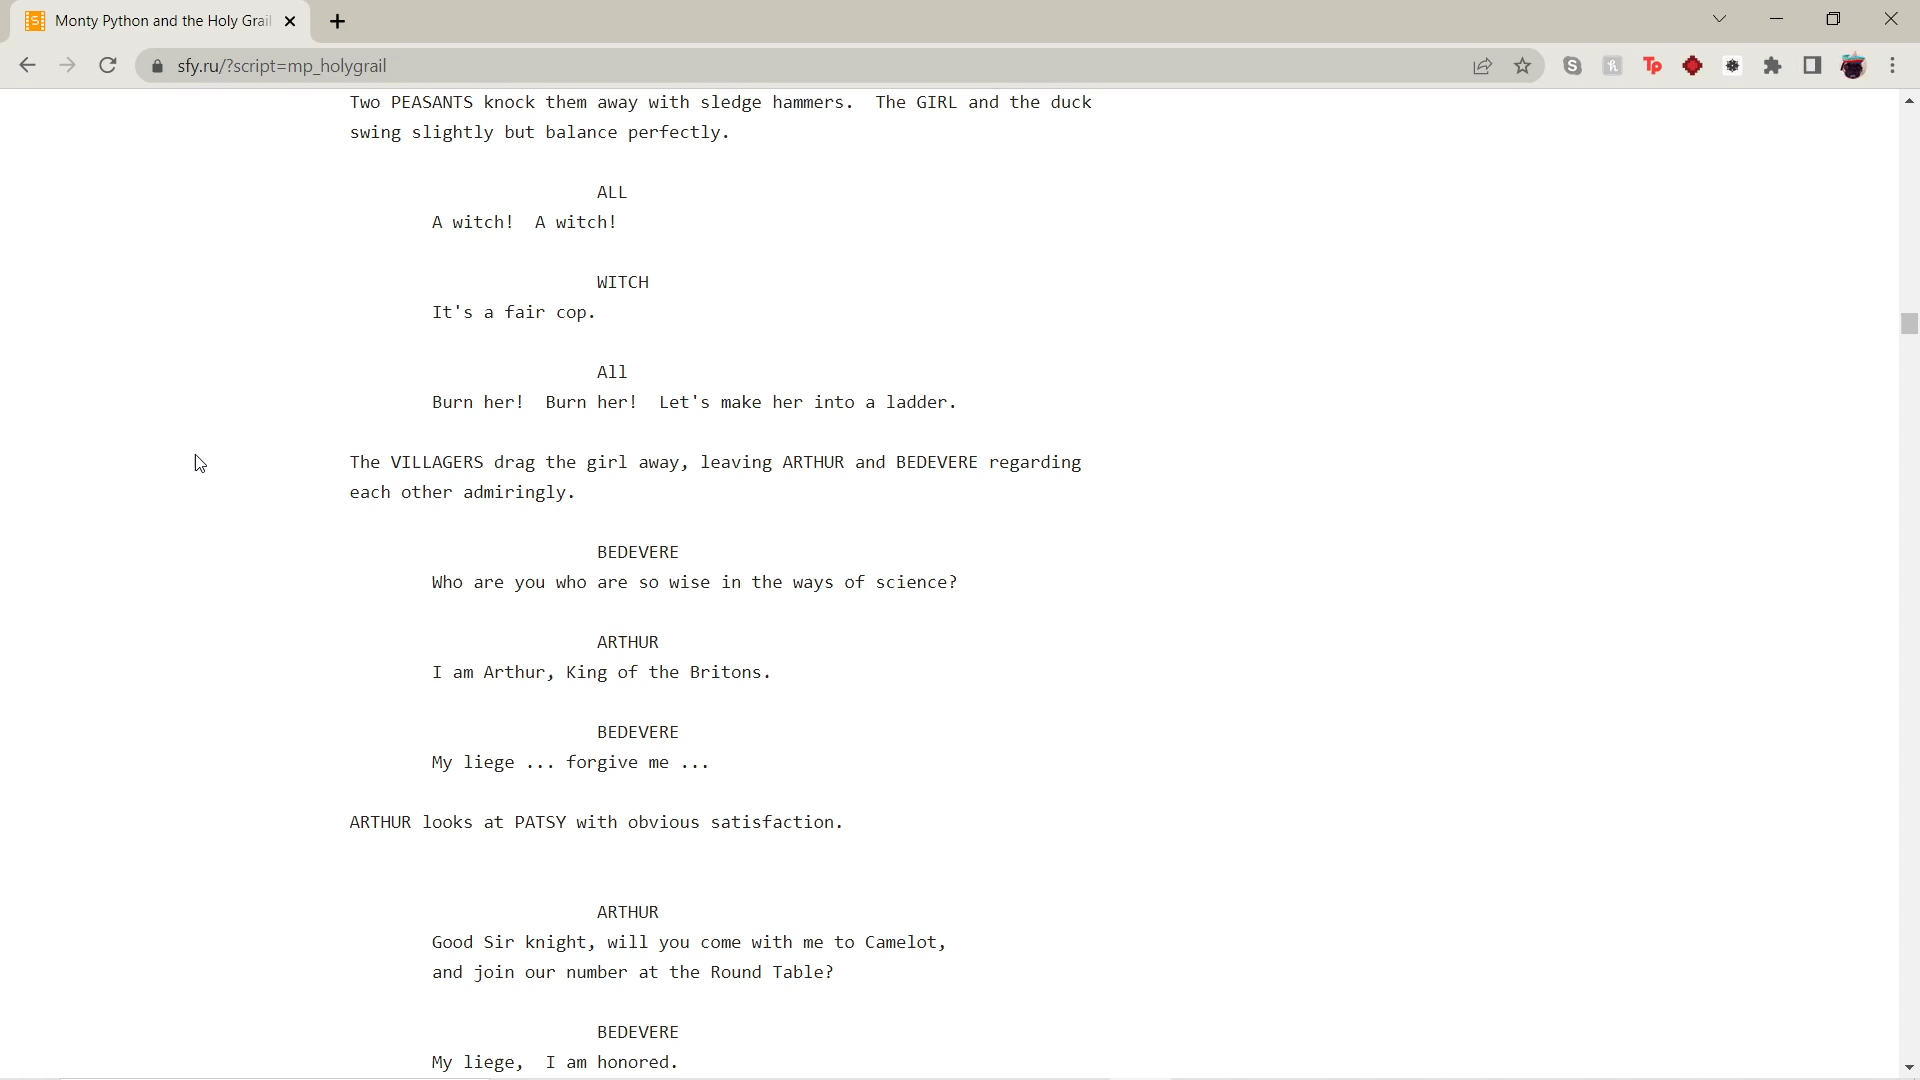 Monty Python and the Holy Grail
sfy.ru/?script=mp_holygrail
Two PEASANTS knock them away with sledge hammers.  The GIRL and the duck
swing slightly but balance perfectly.
ALL
A witch!  A witch!
WITCH
It's a fair cop.
All
Burn her!  Burn her!  Let's make her into a ladder.
The VILLAGERS drag the girl away, leaving ARTHUR and BEDEVERE regarding
each other admiringly.
BEDEVERE
Who are you who are so wise in the ways of science?
ARTHUR
I am Arthur, King of the Britons.
BEDEVERE
My liege ... forgive me ...
ARTHUR looks at PATSY with obvious satisfaction.
ARTHUR
Good Sir knight, will you come with me to Camelot,
and join our number at the Round Table?
BEDEVERE
My liege,  I am honored.